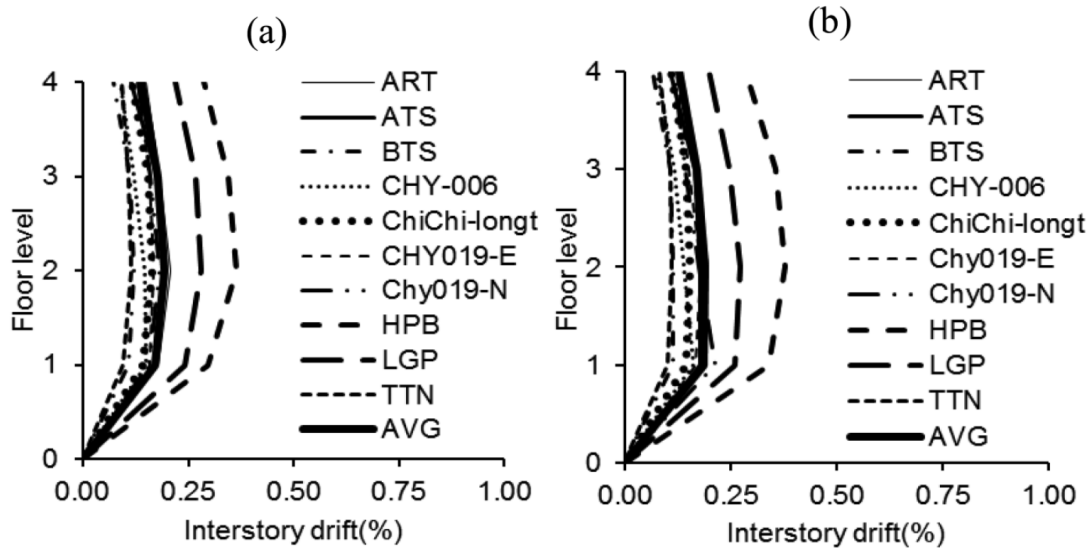 (a)
4
3
2
1
0
Floor level
0.00 0.25 0.50 0.75 1.00
Interstory drift(%)
ART
ATS
BTS
CHY-006
ChiChi-longt
CHY019-E
Chy019-N
HPB
LGP
TTN
AVG
(b)
4
3
2
1
0
Floor level
0.00 0.25 0.50 0.75 1.00
Interstory drift(%)
ART
ATS
BTS
CHY-006
ChiChi-longt
Chy019-E
Chy019-N
HPB
LGP
TTN
AVG